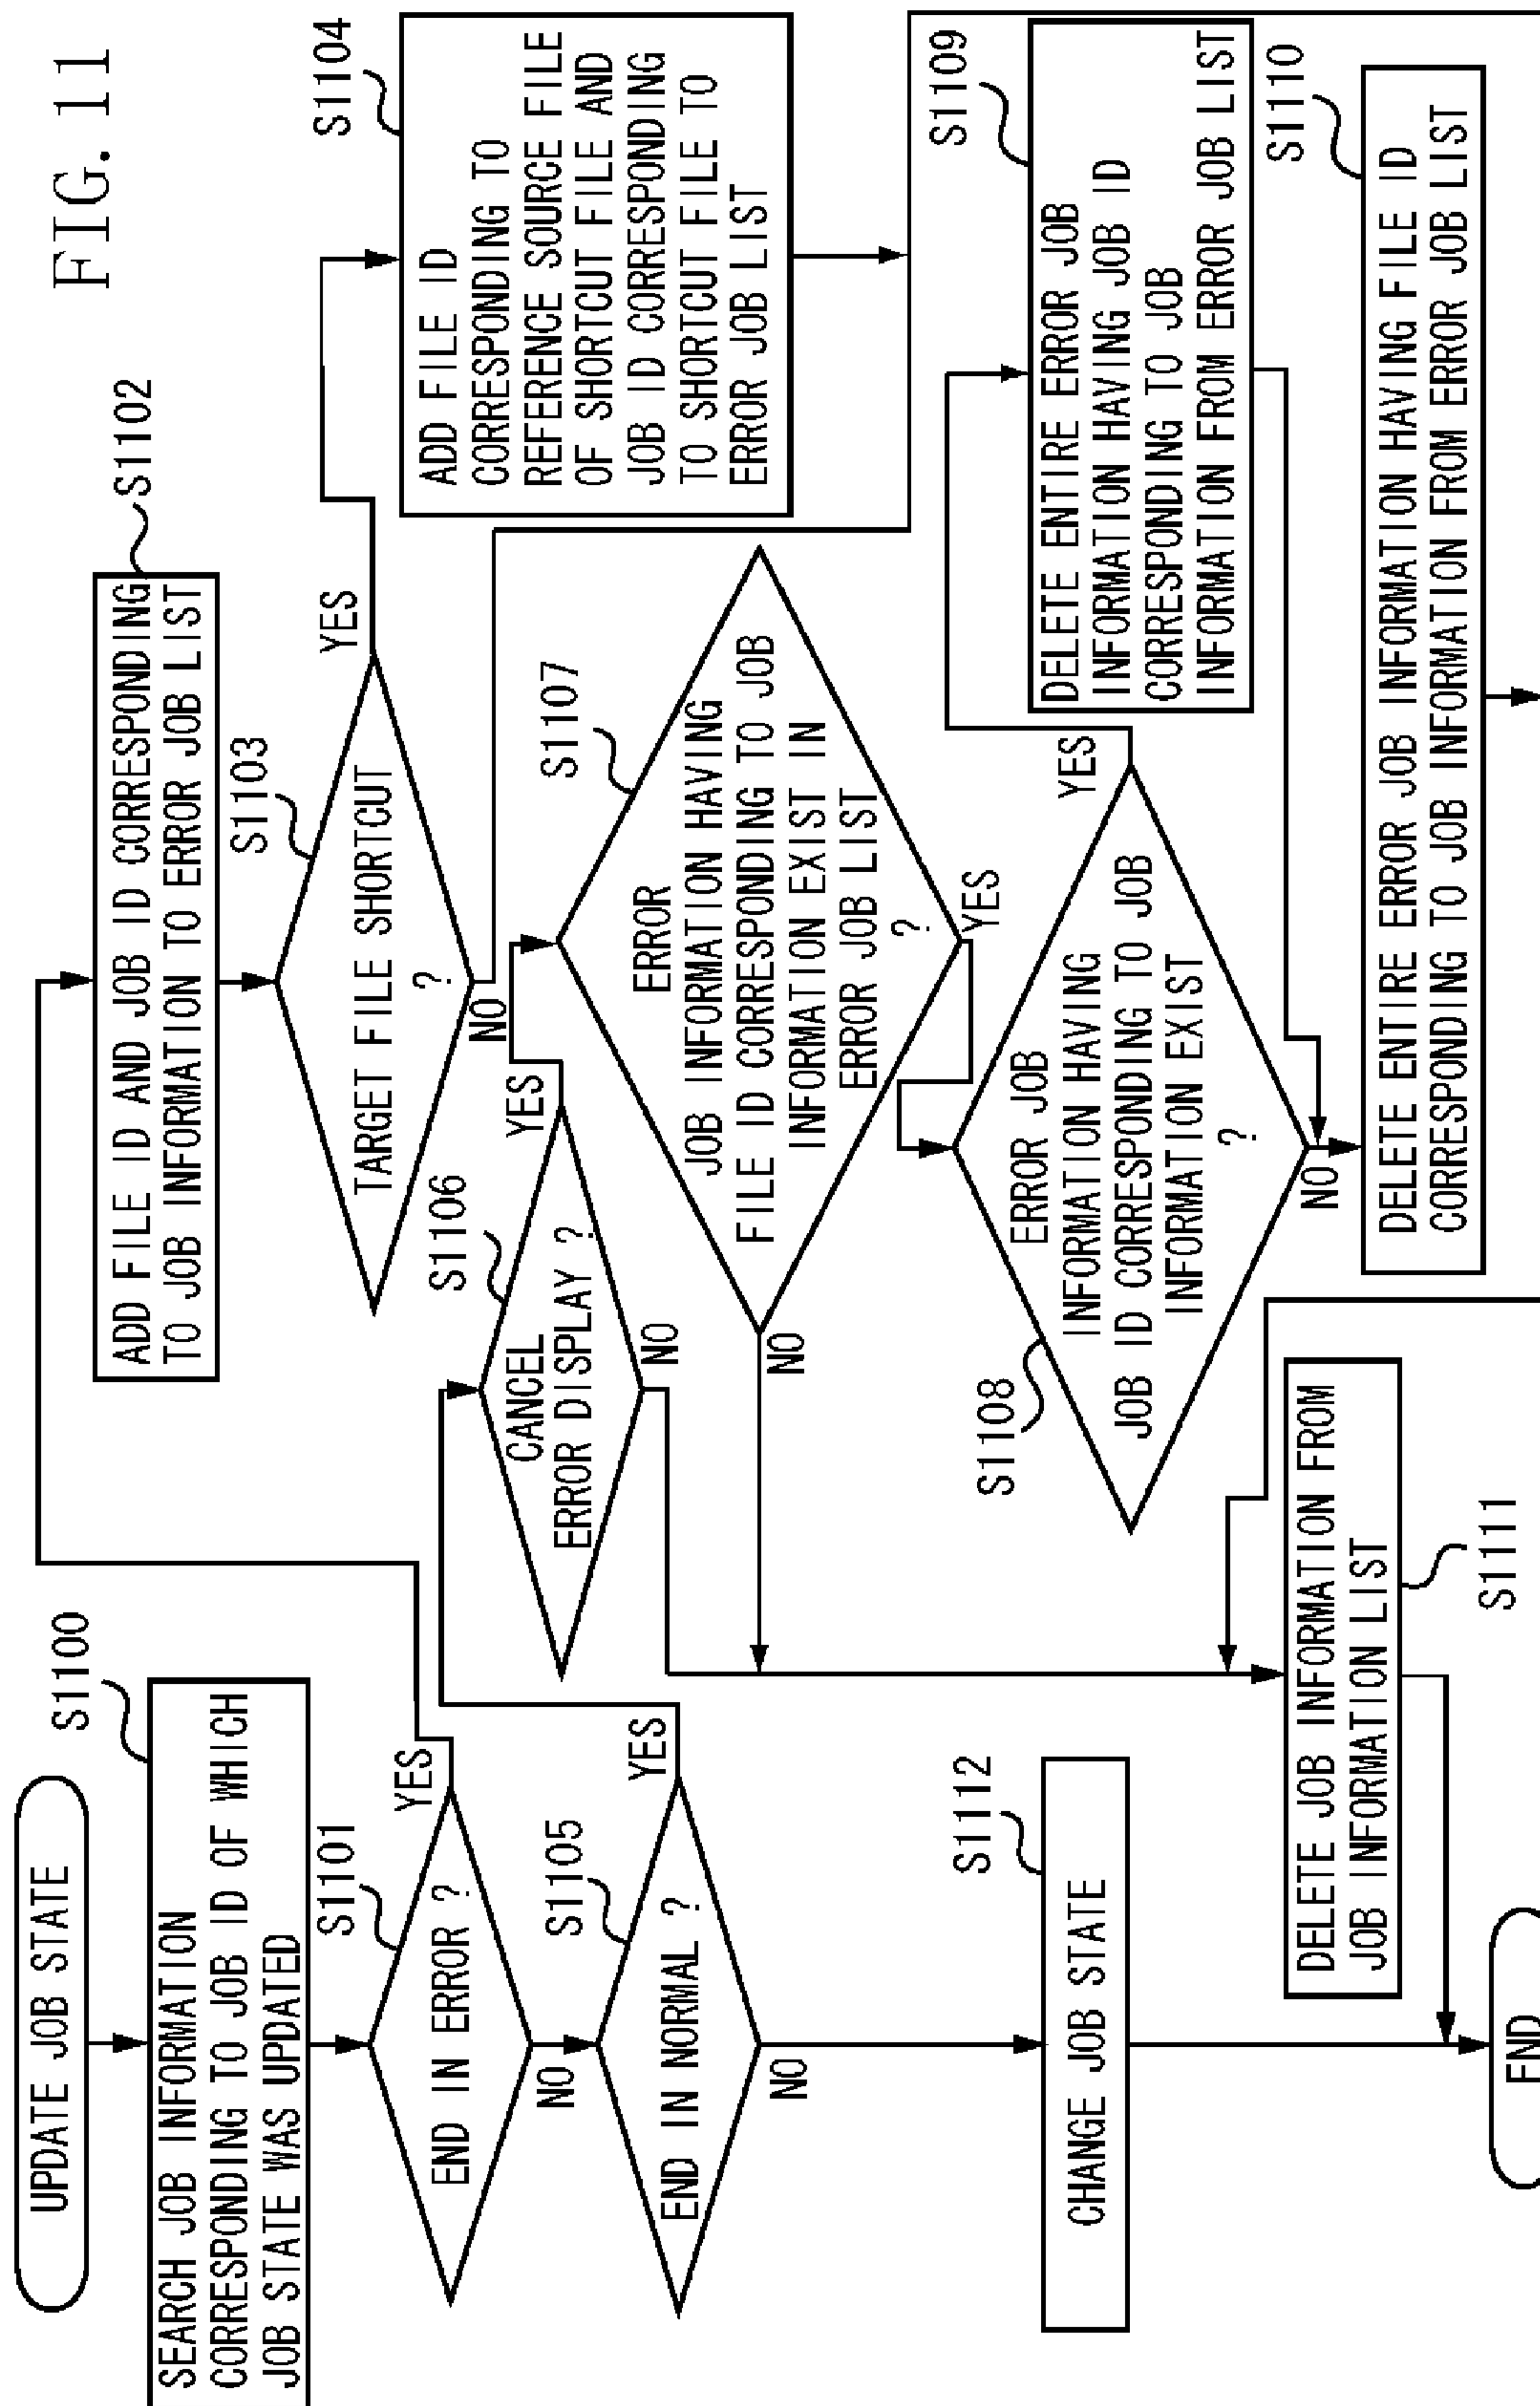 FIG. 11
UPDATE JOB STATE
S1100
SEARCH JOB INFORMATION
CORRESPONDING TO JOB ID OF WHICH
JOB STATE WAS UPDATED
S1101
END IN ERROR ?
YES
NO
S1102
ADD FILE ID AND JOB ID CORRESPONDING
TO JOB INFORMATION TO ERROR JOB LIST
S1103
TARGET FILE SHORTCUT
?
YES
NO
S1104
ADD FILE ID
CORRESPONDING TO
REFERENCE SOURCE FILE
OF SHORTCUT FILE AND
JOB ID CORRESPONDING
TO SHORTCUT FILE TO
ERROR JOB LIST
S1105
END IN NORMAL ?
YES
NO
S1106
CANCEL
ERROR DISPLAY ?
YES
NO
S1107
ERROR
JOB INFORMATION HAVING
FILE ID CORRESPONDING TO JOB
INFORMATION EXIST IN
ERROR JOB LIST
?
YES
NO
S1108
ERROR JOB
INFORMATION HAVING
JOB ID CORRESPONDING TO JOB
INFORMATION EXIST
?
YES
NO
S1109
DELETE ENTIRE ERROR JOB
INFORMATION HAVING JOB ID
CORRESPONDING TO JOB
INFORMATION FROM ERROR JOB LIST
S1110
DELETE ENTIRE ERROR JOB INFORMATION HAVING FILE ID
CORRESPONDING TO JOB INFORMATION FROM ERROR JOB LIST
DELETE JOB INFORMATION FROM
JOB INFORMATION LIST
S1111
S1112
CHANGE JOB STATE
END